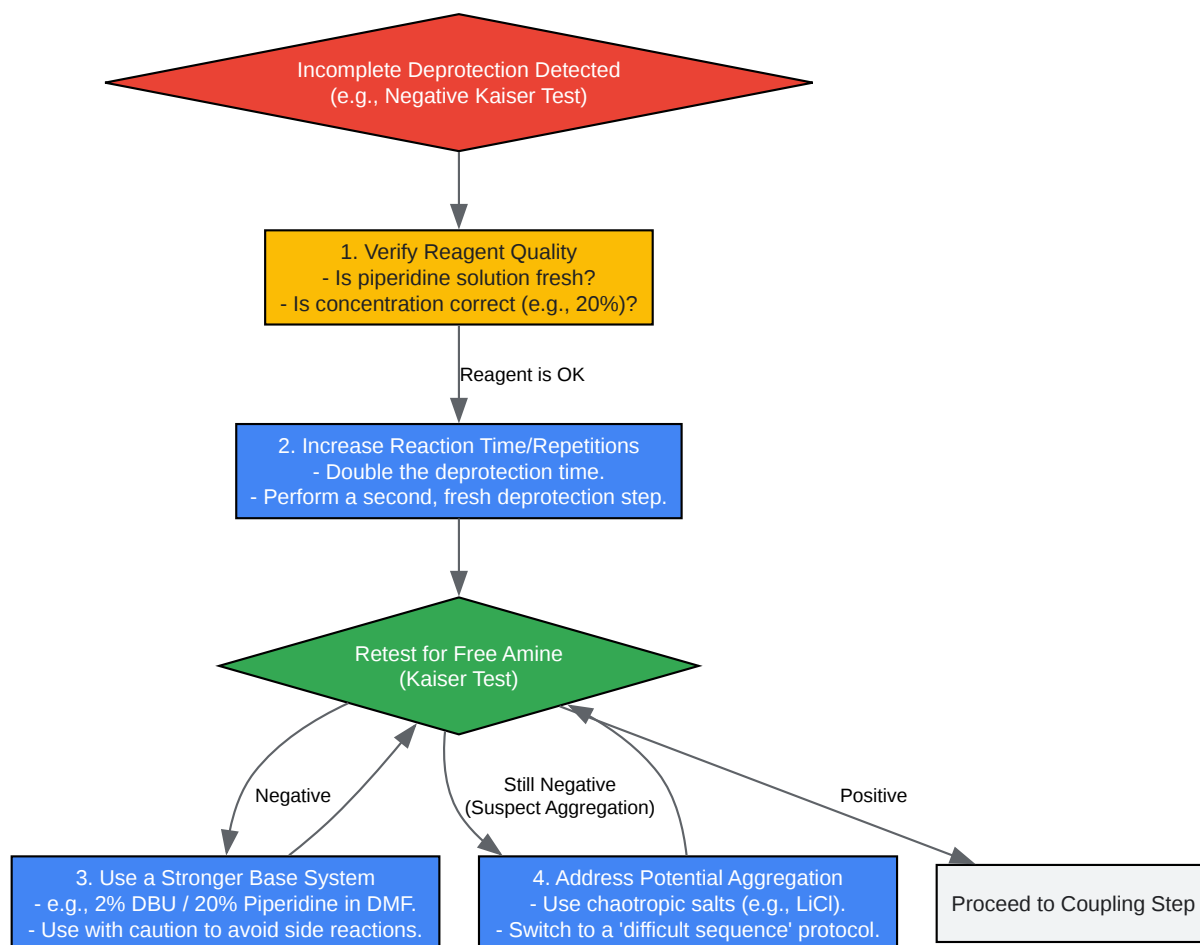 Incomplete Deprotection Detected
(e.g., Negative Kaiser Test)
1. Verify Reagent Quality
- Is piperidine solution fresh?
- Is concentration correct (e.g., 20%)?
Reagent is OK
2. Increase Reaction Time/Repetitions
- Double the deprotection time.
- Perform a second, fresh deprotection step.
Retest for Free Amine
(Kaiser Test)
Negative
Still Negative
(Suspect Aggregation)
Positive
3. Use a Stronger Base System
- e.g., 2% DBU / 20% Piperidine in DMF.
- Use with caution to avoid side reactions.
4. Address Potential Aggregation
- Use chaotropic salts (e.g., LiCl).
- Switch to a 'difficult sequence' protocol.
Proceed to Coupling Step